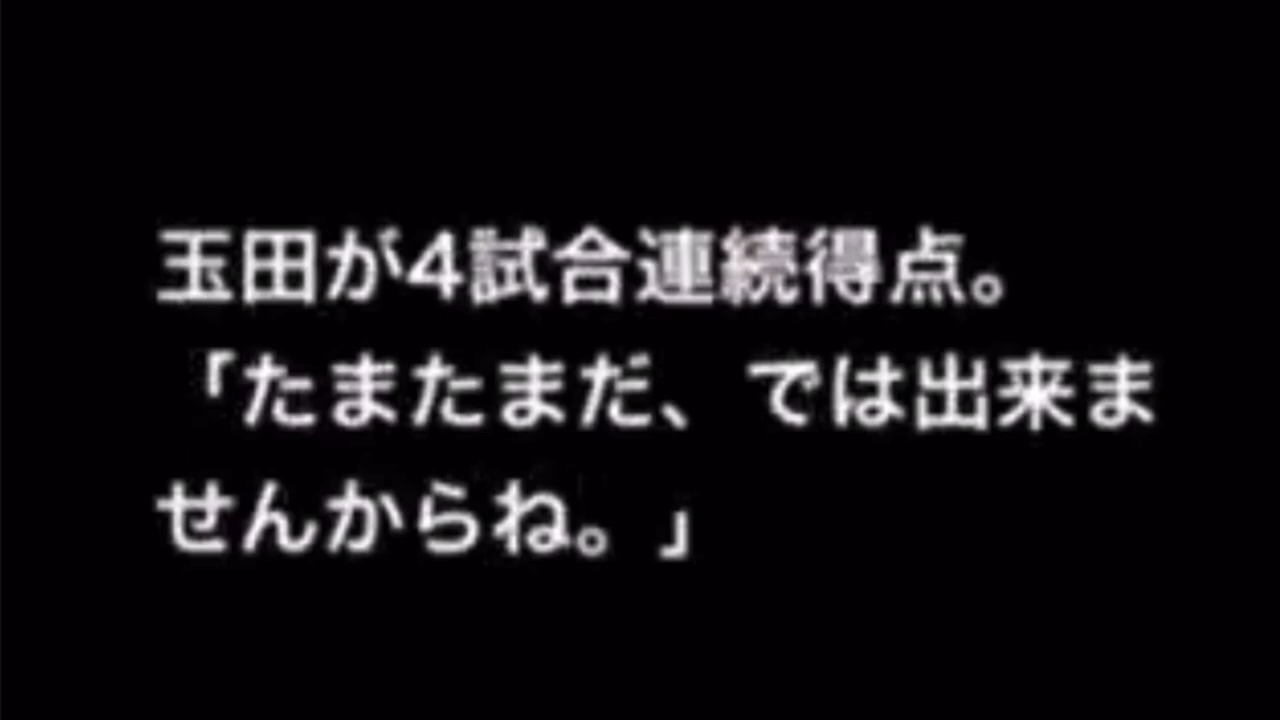 玉田が4試合連続得点。
「たまたまだ、では出来ま
せんからね。」